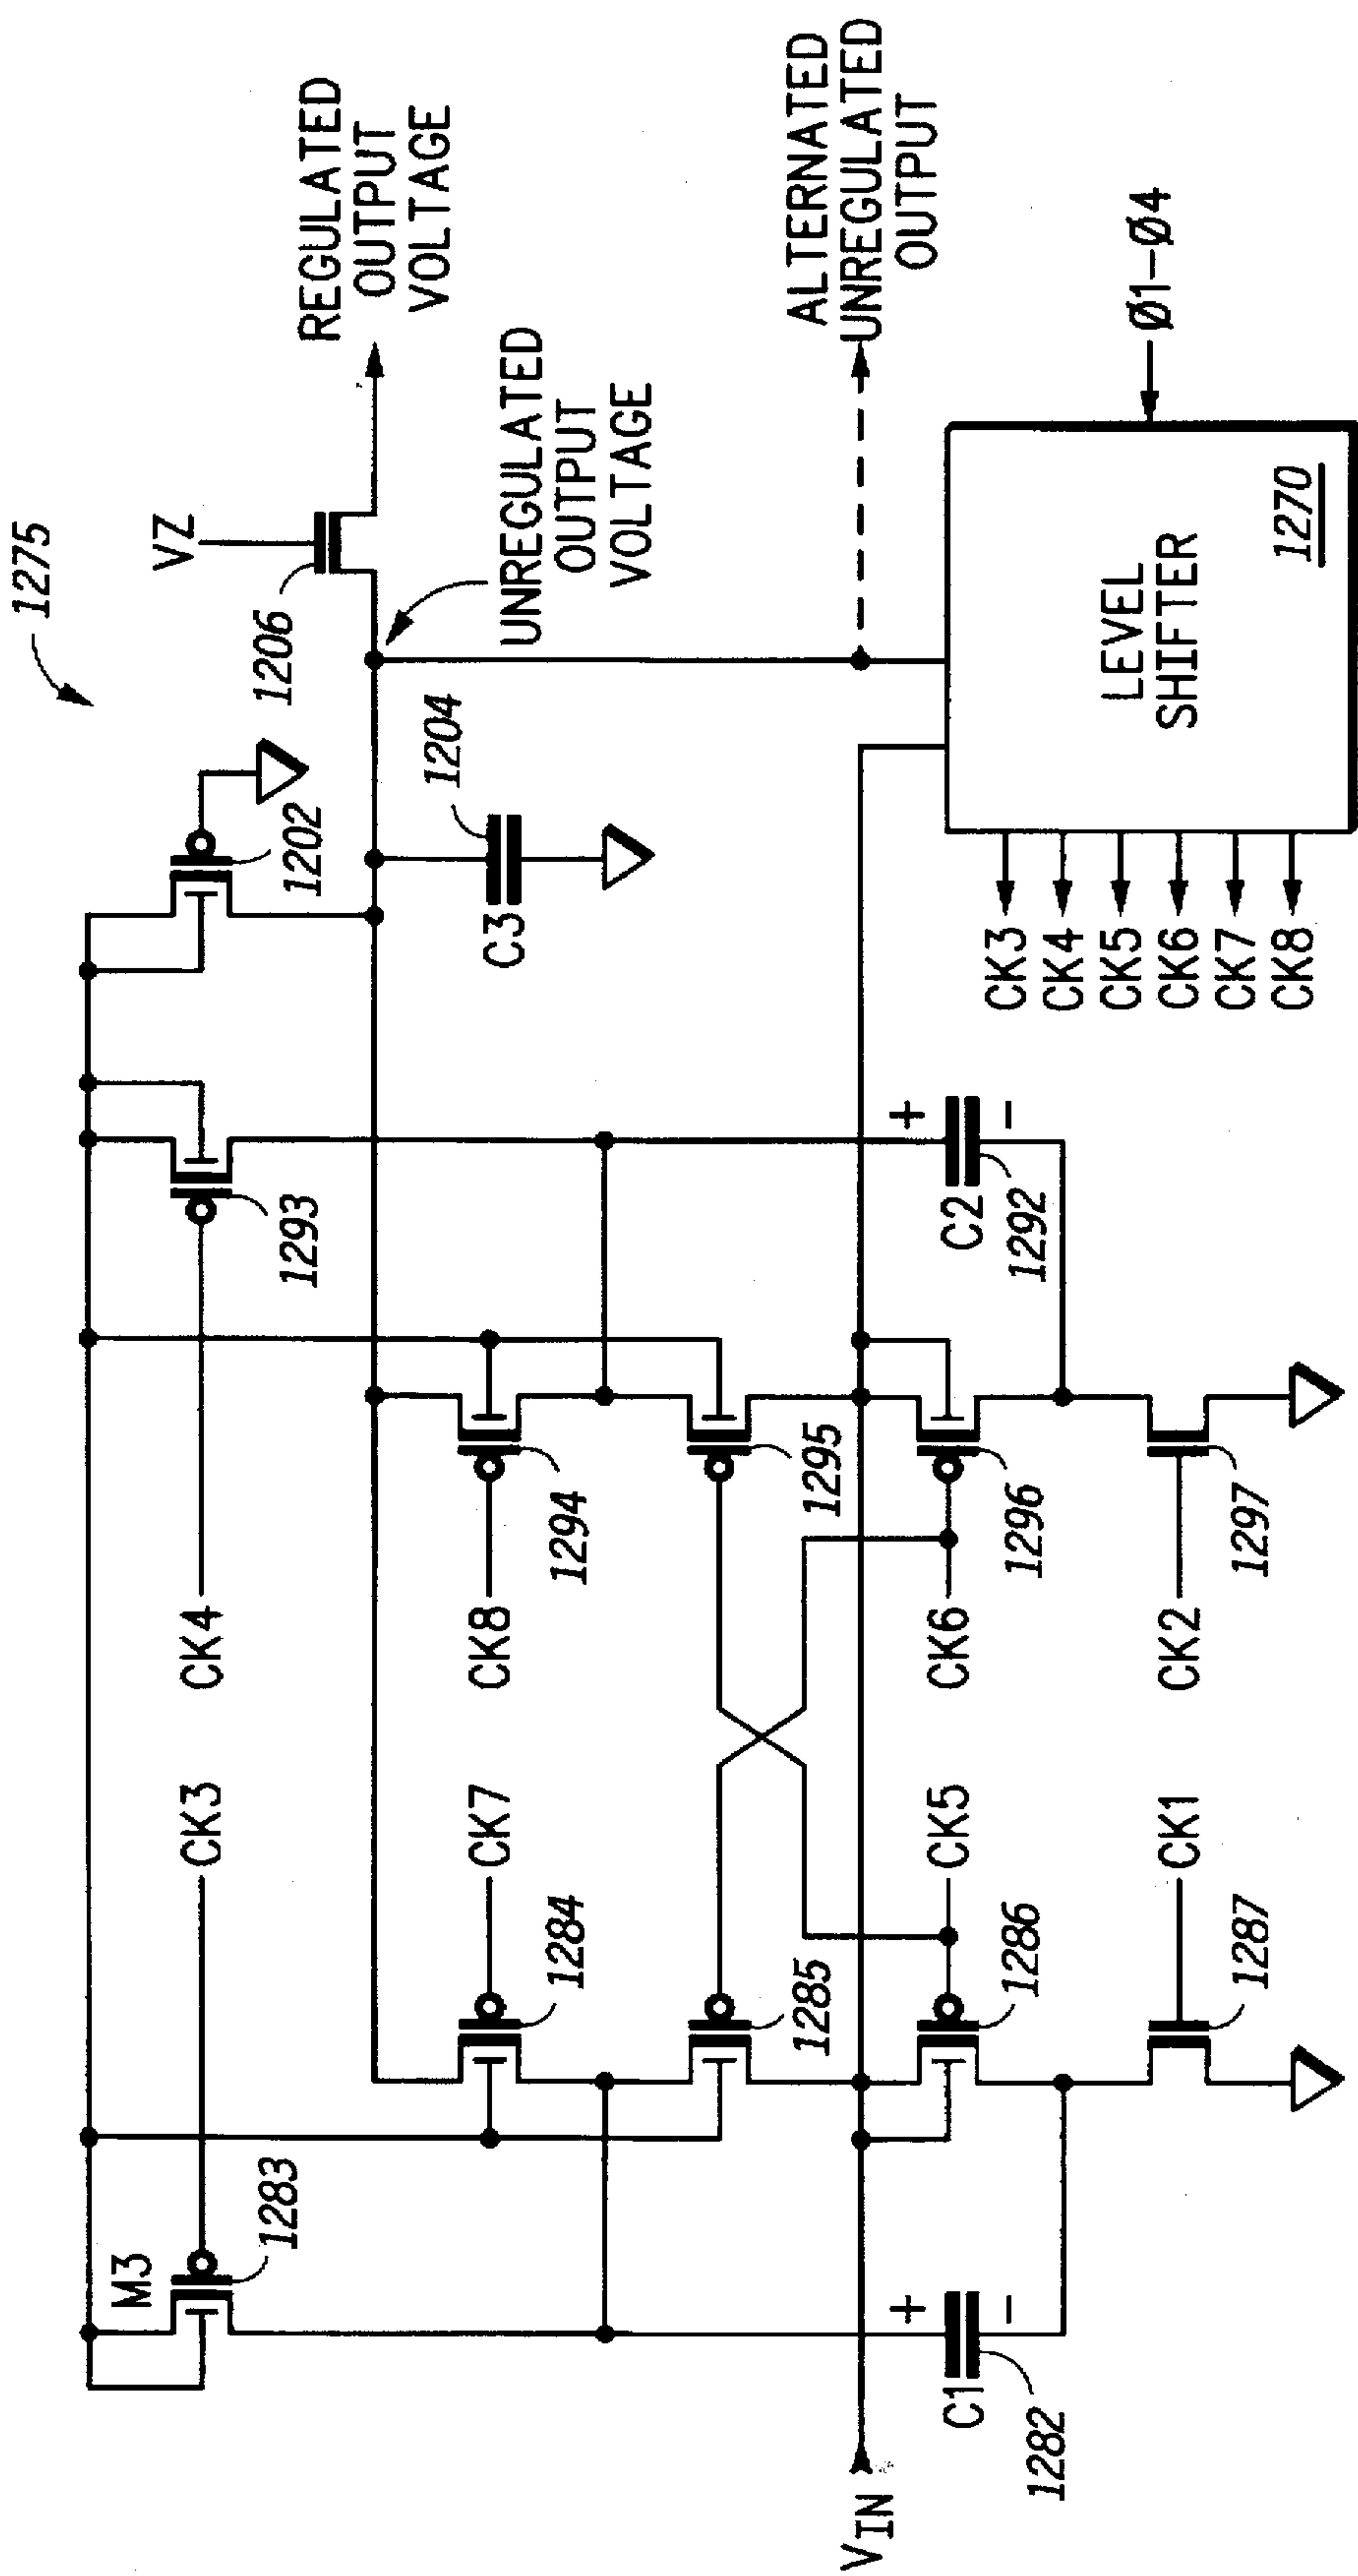 1275
VZ
1206
REGULATED
OUTPUT
VOLTAGE
UNREGULATED
OUTPUT
VOLTAGE
1202
C3
1204
M3
1283
CK3
CK4
1293
CK7
1284
CK8
1294
1285
1295
ALTERNATED
UNREGULATED
OUTPUT
VIN
C1
+
-
1282
CK5
1286
CK6
1296
C2
+
-
1292
CK1
1287
CK2
1297
CK3
CK4
CK5
CK6
CK7
CK8
LEVEL
SHIFTER
1270
Ø1-Ø4